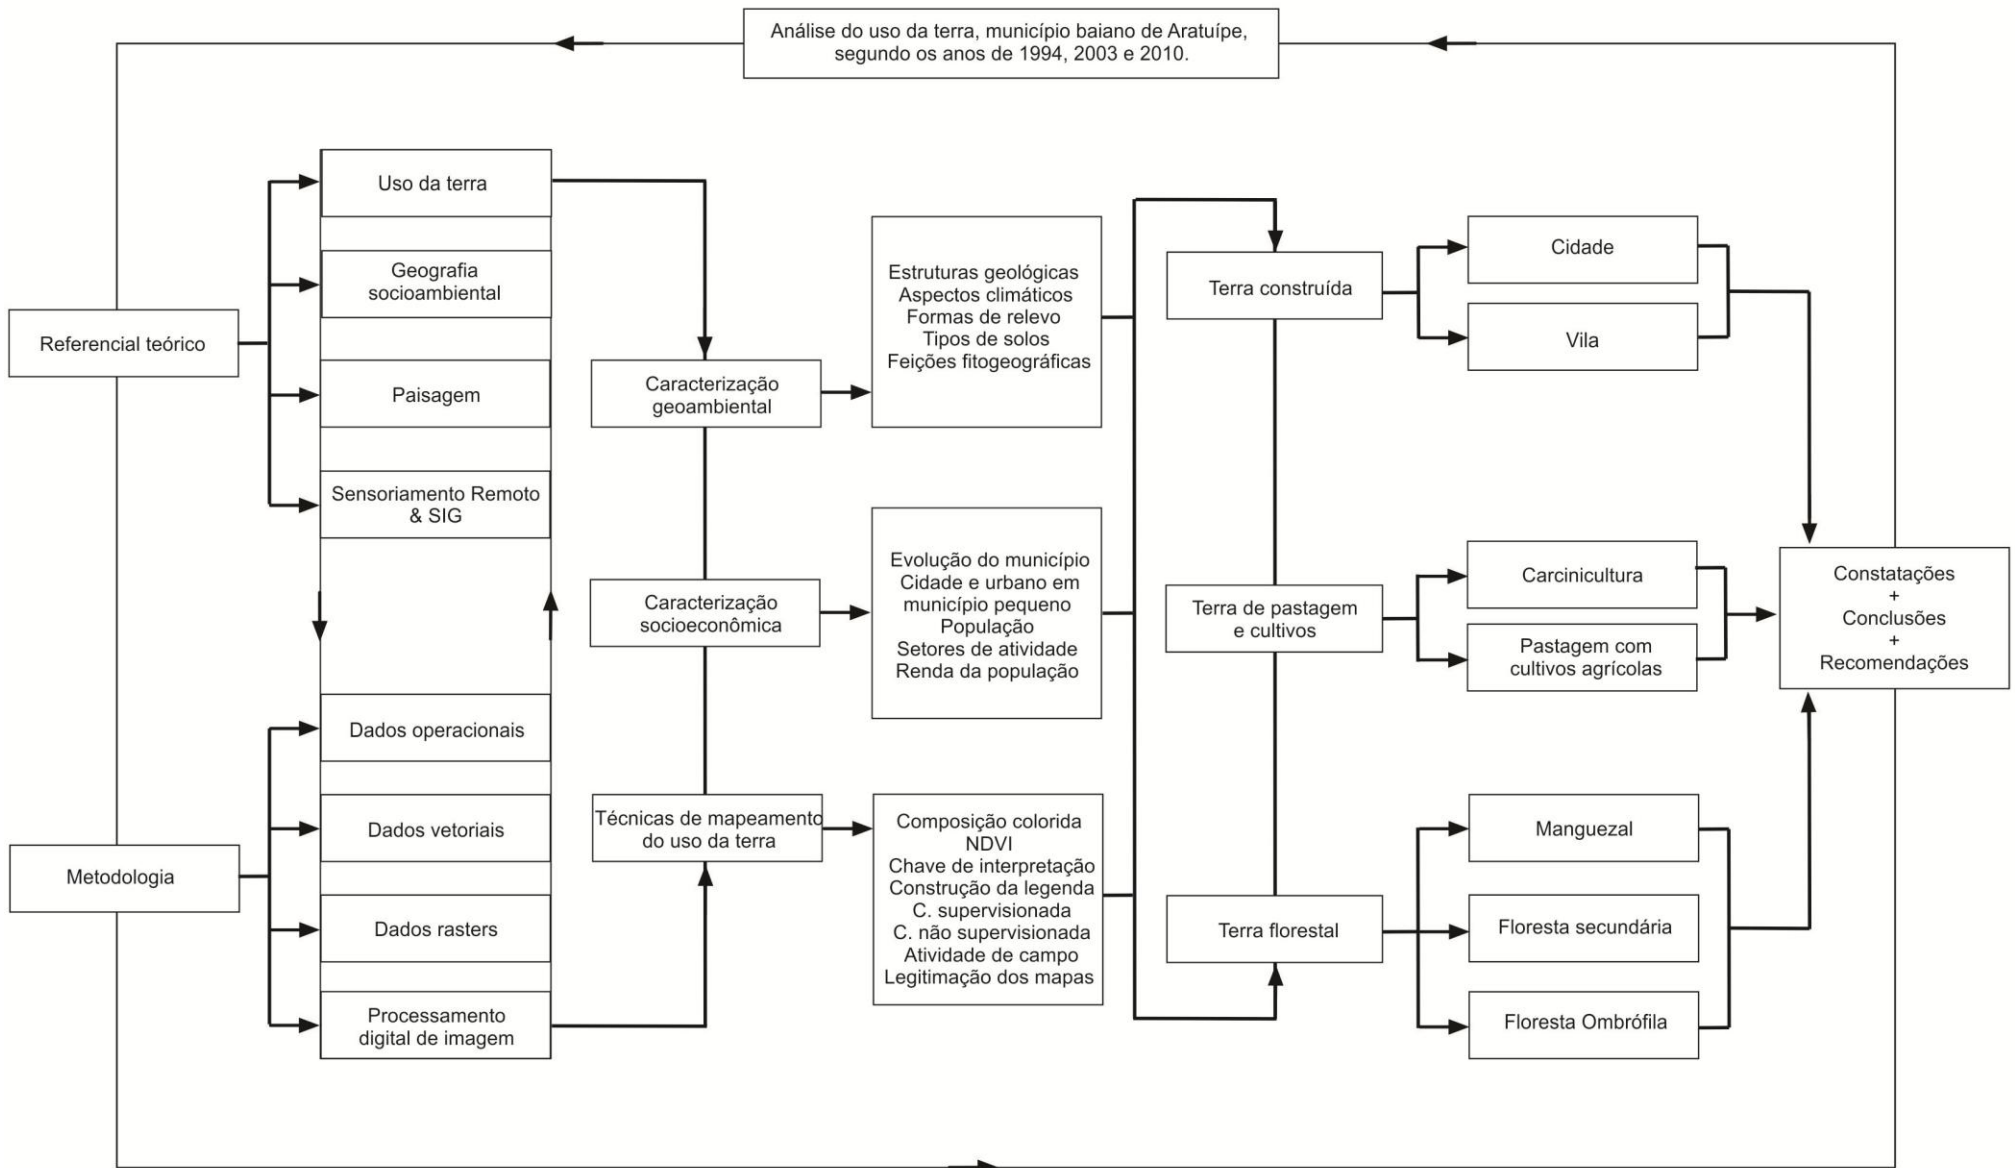 Análise do uso da terra, município baiano de Aratuípe,
segundo os anos de 1994, 2003 e 2010.
Referencial teórico
Metodologia
Uso da terra
Geografia
socioambiental
Paisagem
Sensoriamento Remoto
& SIG
Dados operacionais
Dados vetoriais
Dados rasters
Processamento
digital de imagem
Caracterização
geoambiental
Caracterização
socioeconômica
Técnicas de mapeamento
do uso da terra
Estruturas geológicas
Aspectos climáticos
Formas de relevo
Tipos de solos
Feições fitogeográficas
Evolução do município
Cidade e urbano em
município pequeno
População
Setores de atividade
Renda da população
Composição colorida
NDVI
Chave de interpretação
Construção da legenda
C. supervisionada
C. não supervisionada
Atividade de campo
Legitimação dos mapas
Terra construída
Terra de pastagem
e cultivos
Terra florestal
Cidade
Vila
Carcinicultura
Pastagem com
cultivos agrícolas
Manguezal
Floresta secundária
Floresta Ombrófila
Constatações
+
Conclusões
+
Recomendações